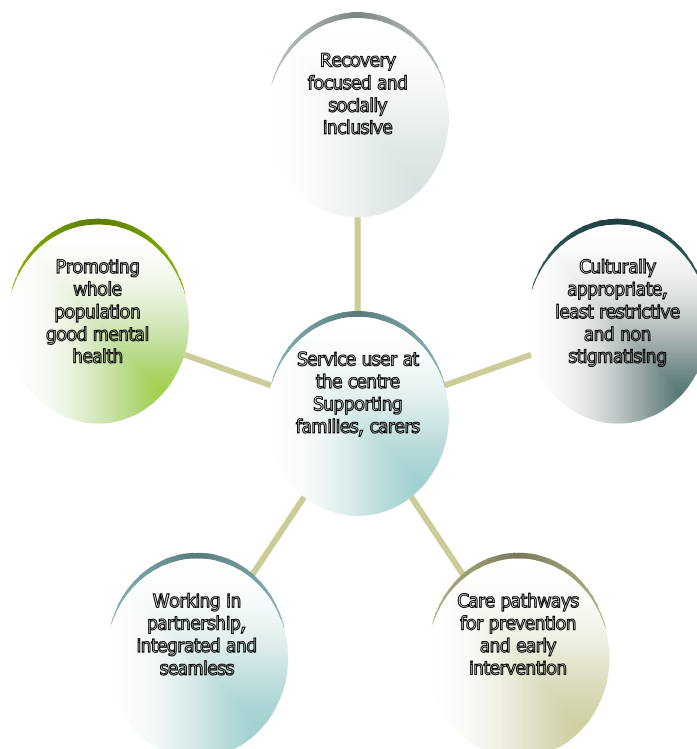 Recovery
focused and
socially
inclusive
Promoting
whole
population
good mental
health
Culturally
appropriate,
least restrictive
and non
stigmatising
Service user at
the centre
Supporting
families, carers
Working in
partnership,
integrated and
seamless
Care pathways
for prevention
and early
intervention